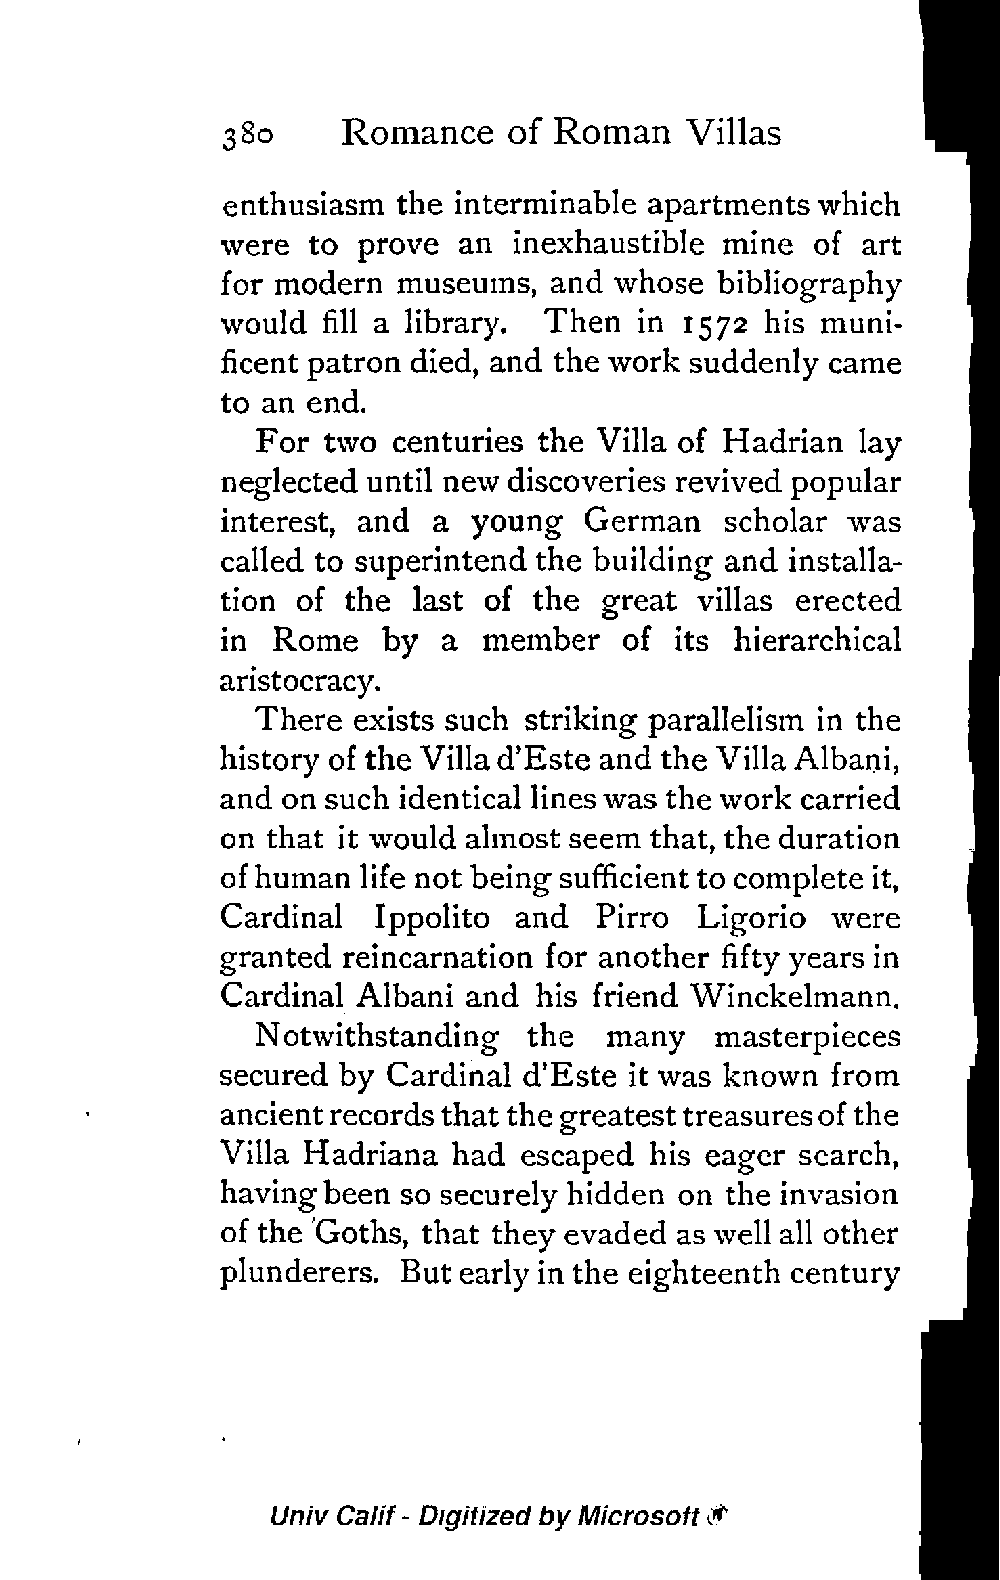 380 Romance of Roman Villas
enthusiasm the interminable apartments which
were to prove an inexhaustible mine of art
for modern museums, and whose bibliography
would fill a library. Then in 1572 his muni-
ficent patron died, and the work suddenly came
to an end.
For two centuries the Villa of Hadrian lay
neglected until new discoveries revived popular
interest, and a young German scholar was
called to superintend the building and installa-
tion of the last of the great villas erected
in Rome by a member of its hierarchical
aristocracy.
There exists such striking parallelism in the
history of the Villa d'Este and the Villa Albani,
and on such identical lines was the work carried
on that it would almost seem that, the duration
of human life not being sufficient to complete it,
Cardinal Ippolito and Pirro Ligorio were
granted reincarnation for another fifty years in
Cardinal Albani and his friend Winckelmann.
Notwithstanding the many masterpieces
secured by Cardinal d'Este it was known from
ancient records that the greatest treasures of the
Villa Hadriana had escaped his eager search,
having been so securely hidden on the invasion
of the Goths, that they evaded as well all other
plunderers. But early in the eighteenth century
Univ Calif - Digitized by Microsoft ®